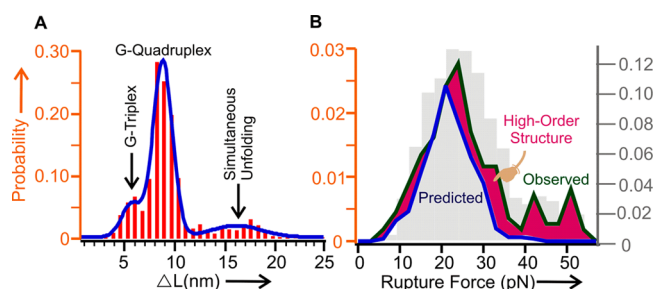 A
G-Quadruplex
G-Triplex
Simultaneous
Unfolding
Probability
0.30
0.20
0.10
0
5
10
15
20
25
△L(nm)
B
0.03
0.02
0.01
0
High-Order
Structure
Observed
Predicted
0.12
0.10
0.08
0.06
0.04
0.02
0
0
10
20
30
40
50
Rupture Force (pN)